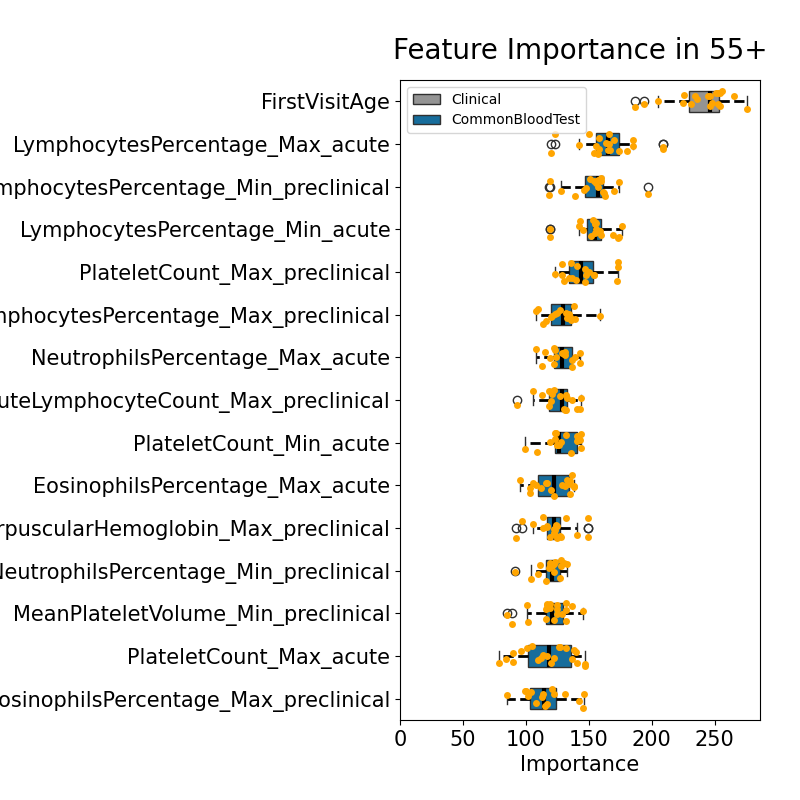 Feature Importance in 55+
Clinical
CommonBloodTest
FirstVisitAge
LymphocytesPercentage_Max_acute
mphocytesPercentage_Min_preclinical
LymphocytesPercentage_Min_acute
PlateletCount_Max_preclinical
mphocytesPercentage_Max_preclinical
NeutrophilsPercentage_Max_acute
uteLymphocyteCount_Max_preclinical
PlateletCount_Min_acute
EosinophilsPercentage_Max_acute
rpuscularHemoglobin_Max_preclinical
NeutrophilsPercentage_Min_preclinical
MeanPlateletVolume_Min_preclinical
PlateletCount_Max_acute
osinophilsPercentage_Max_preclinical
0 50 100 150 200 250
Importance